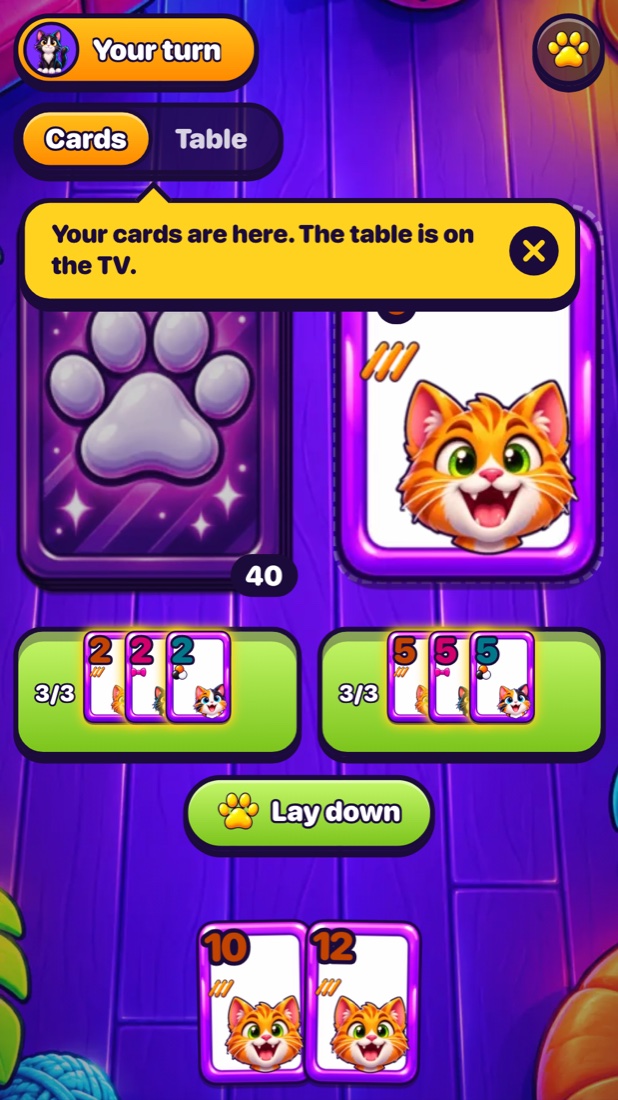 Your turn
Cards Table
Your cards are here. The table is on
the TV.
40
3/3 2 2 2
3/3 5 5 5
Lay down
10 12